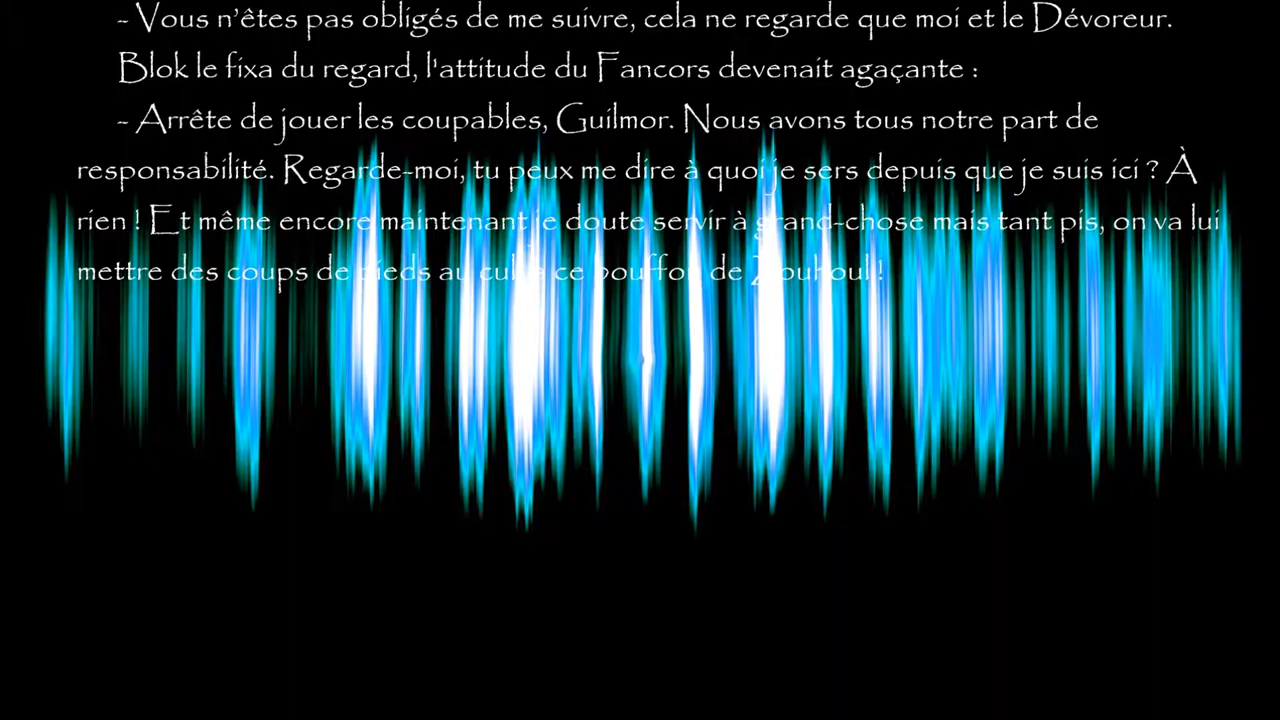 - Vous n'êtes pas obligés de me suivre, cela ne regarde que moi et le Dévoreur.
Blok le fixa du regard, l'attitude du Fancors devenait agaçante :
- Arrête de jouer les coupables, Guilmor. Nous avons tous notre part de
responsabilité. Regarde-moi, tu peux me dire à quoi je sers depuis que je suis ici ? À
rien ! Et même encore maintenant je doute servir à grand-chose mais tant pis, on va lui
mettre des coups de pieds au cul à ce bouffon de Zouhoul !